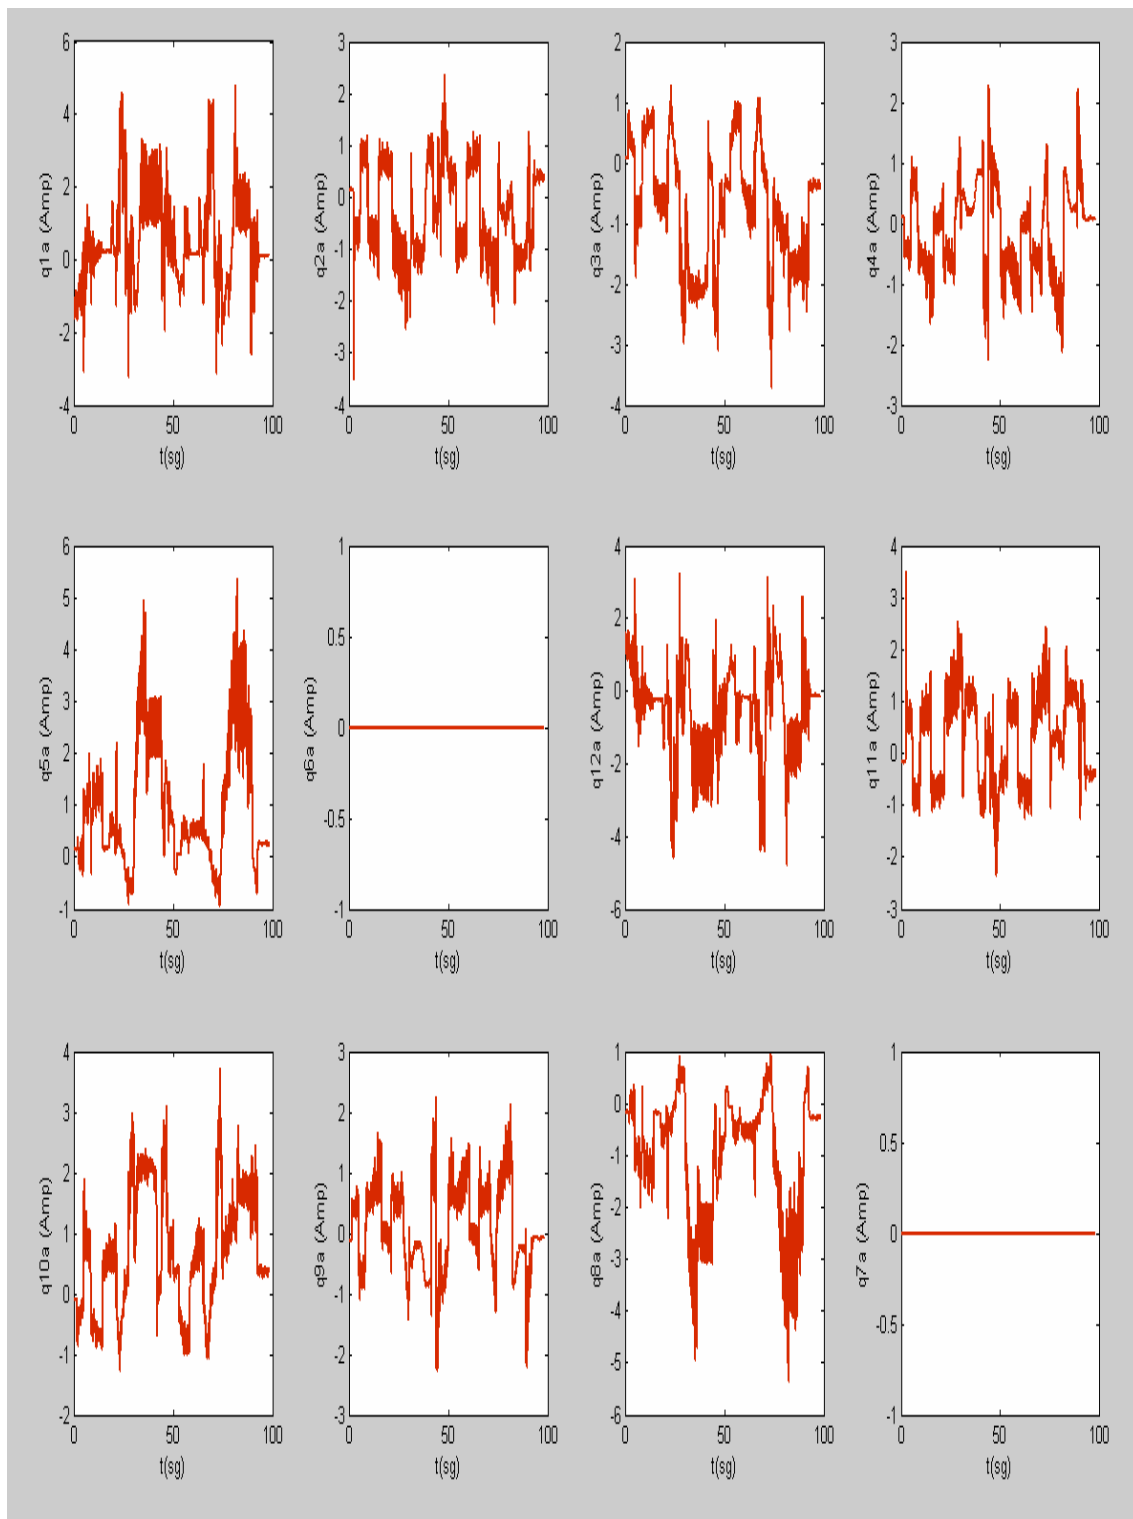 6
4
2
0
-2
-4
q1a (Amp)
0 50 100
t(sg)
3
2
1
0
-1
-2
-3
-4
q2a (Amp)
0 50 100
t(sg)
2
1
0
-1
-2
-3
-4
q3a (Amp)
0 50 100
t(sg)
3
2
1
0
-1
-2
-3
q4a (Amp)
0 50 100
t(sg)
6
5
4
3
2
1
0
-1
q5a (Amp)
0 50 100
t(sg)
1
0.5
0
-0.5
-1
q6a (Amp)
0 50 100
t(sg)
4
2
0
-2
-4
-6
q12a (Amp)
0 50 100
t(sg)
4
3
2
1
0
-1
-2
-3
q11a (Amp)
0 50 100
t(sg)
4
3
2
1
0
-1
-2
q10a (Amp)
0 50 100
t(sg)
3
2
1
0
-1
-2
-3
q9a (Amp)
0 50 100
t(sg)
1
0
-1
-2
-3
-4
-5
-6
q8a (Amp)
0 50 100
t(sg)
1
0.5
0
-0.5
-1
q7a (Amp)
0 50 100
t(sg)